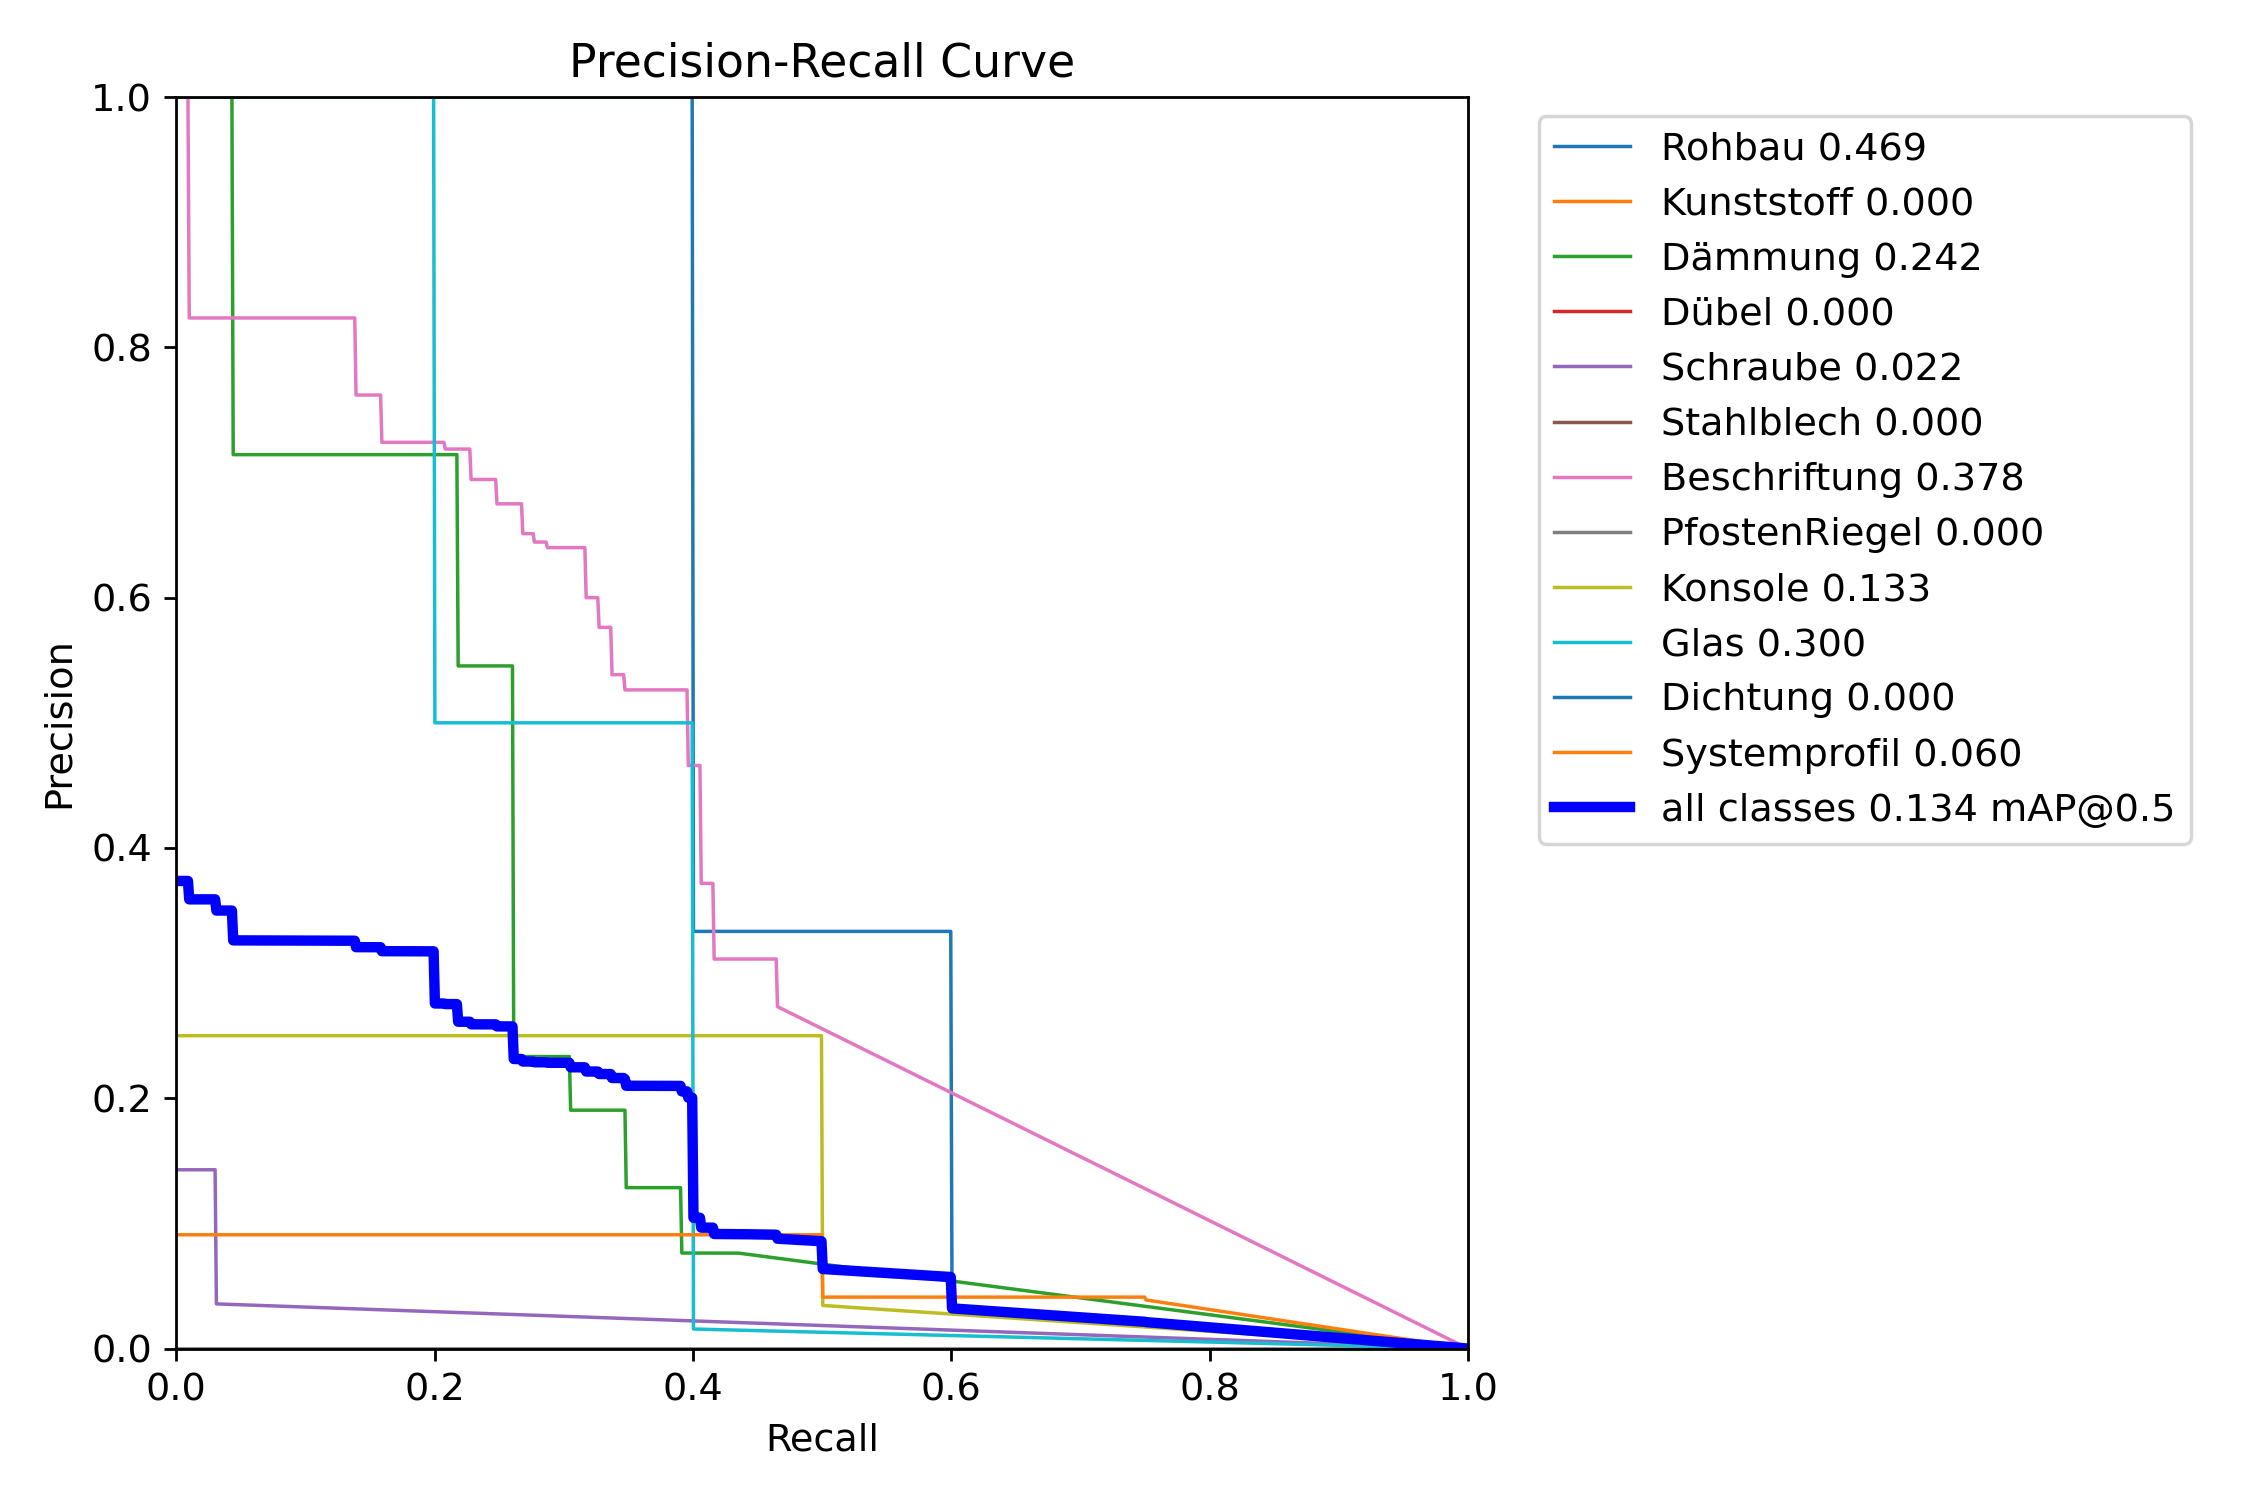 Precision-Recall Curve
1.0
0.8
0.6
0.4
0.2
0.0
Precision
0.0 0.2 0.4 0.6 0.8 1.0
Recall
Rohbau 0.469
Kunststoff 0.000
Dämmung 0.242
Dübel 0.000
Schraube 0.022
Stahlblech 0.000
Beschriftung 0.378
PfostenRiegel 0.000
Konsole 0.133
Glas 0.300
Dichtung 0.000
Systemprofil 0.060
all classes 0.134 mAP@0.5